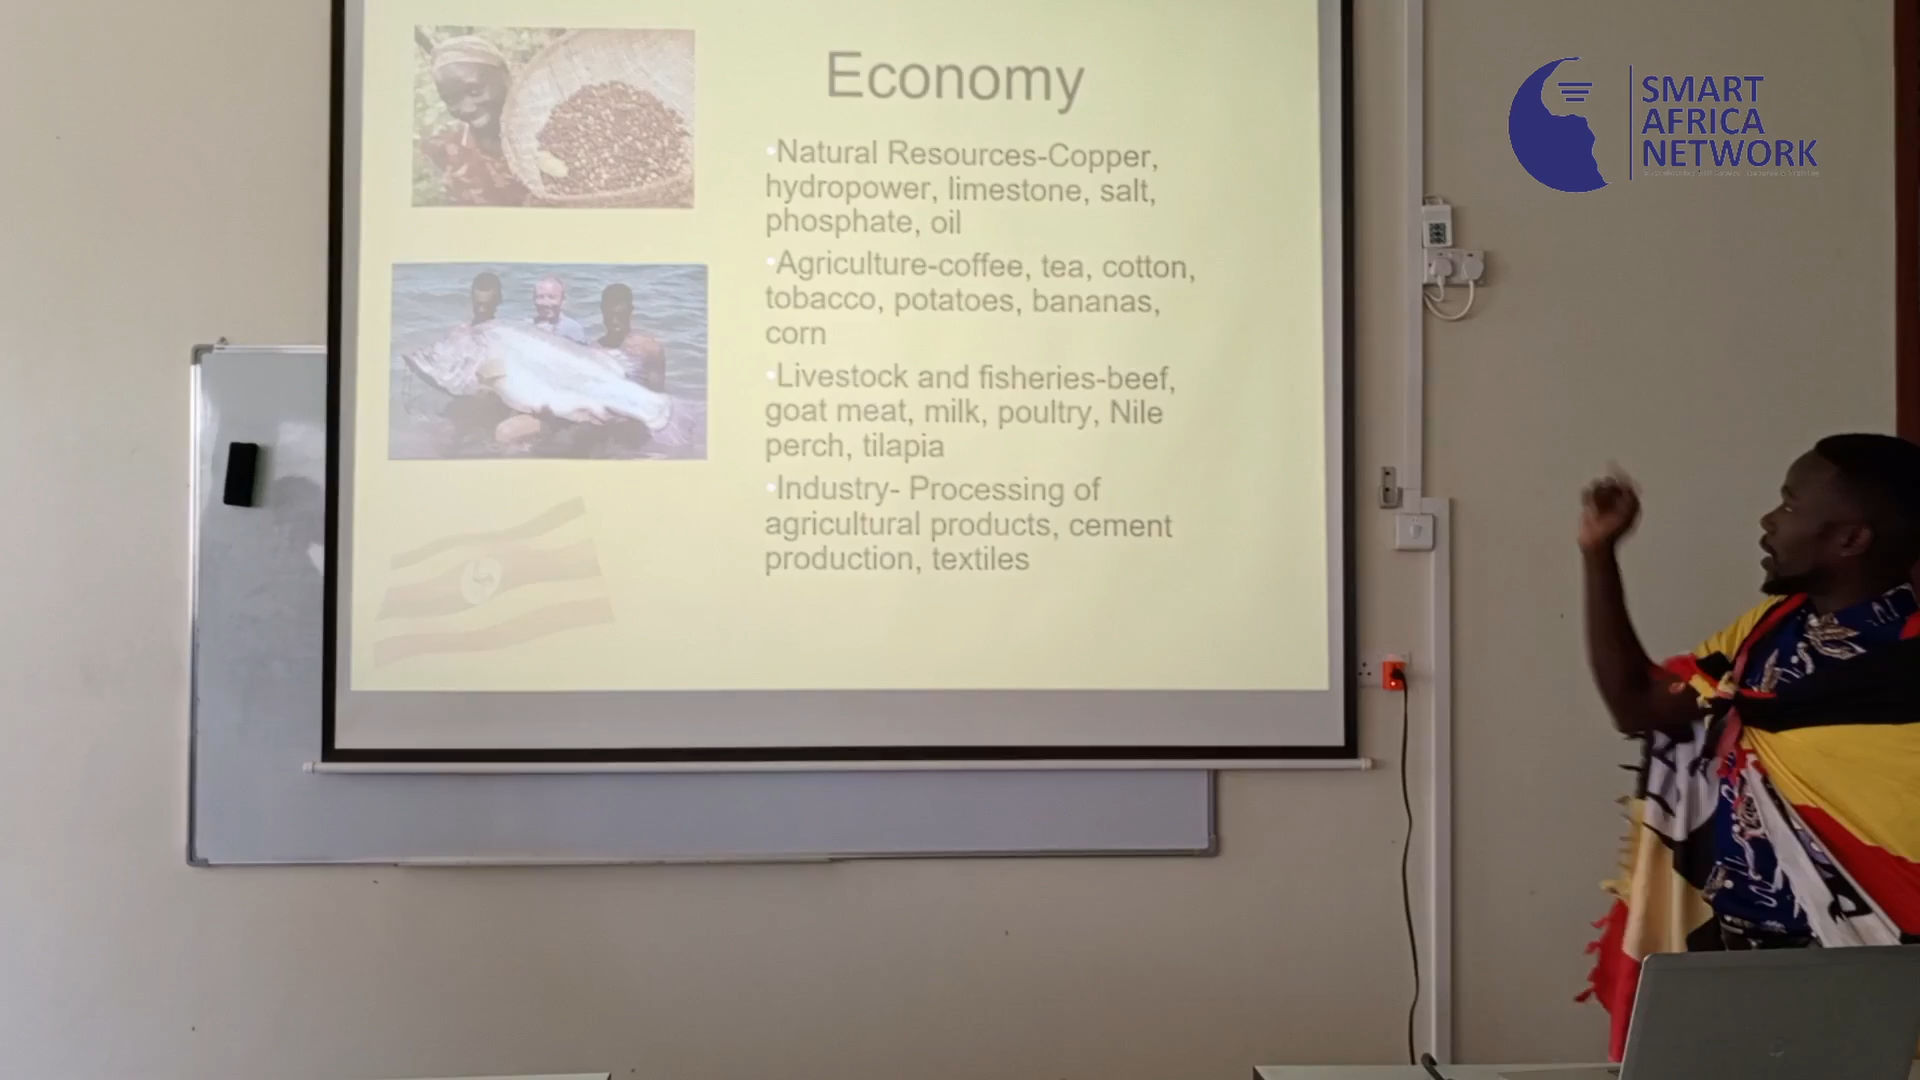 Economy
•Natural Resources-Copper,
hydropower, limestone, salt,
phosphate, oil
•Agriculture-coffee, tea, cotton,
tobacco, potatoes, bananas,
corn
•Livestock and fisheries-beef,
goat meat, milk, poultry, Nile
perch, tilapia
•Industry- Processing of
agricultural products, cement
production, textiles
SMART
AFRICA
NETWORK